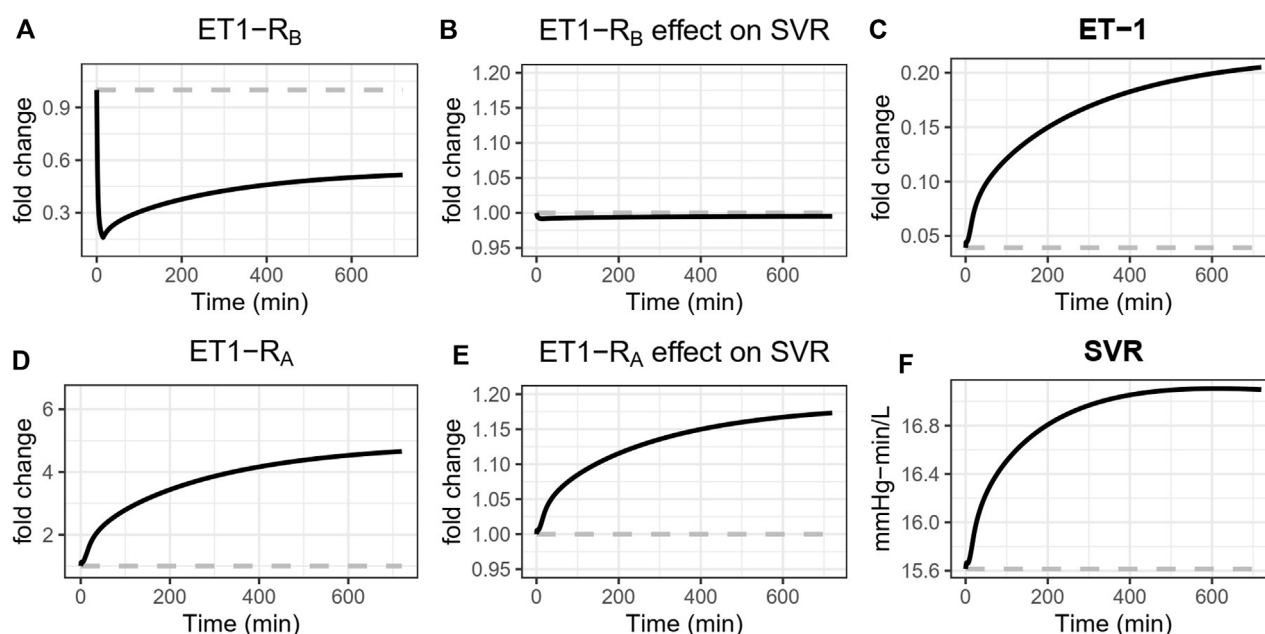 A
ET1−R_B
fold change
0.9
0.6
0.3
0
200
400
600
Time (min)
B
ET1−R_B effect on SVR
fold change
1.20
1.15
1.10
1.05
1.00
0.95
0
200
400
600
Time (min)
C
ET−1
fold change
0.20
0.15
0.10
0.05
0
200
400
600
Time (min)
D
ET1−R_A
fold change
6
4
2
0
200
400
600
Time (min)
E
ET1−R_A effect on SVR
fold change
1.20
1.15
1.10
1.05
1.00
0.95
0
200
400
600
Time (min)
F
SVR
mmHg−min/L
16.8
16.4
16.0
15.6
0
200
400
600
Time (min)